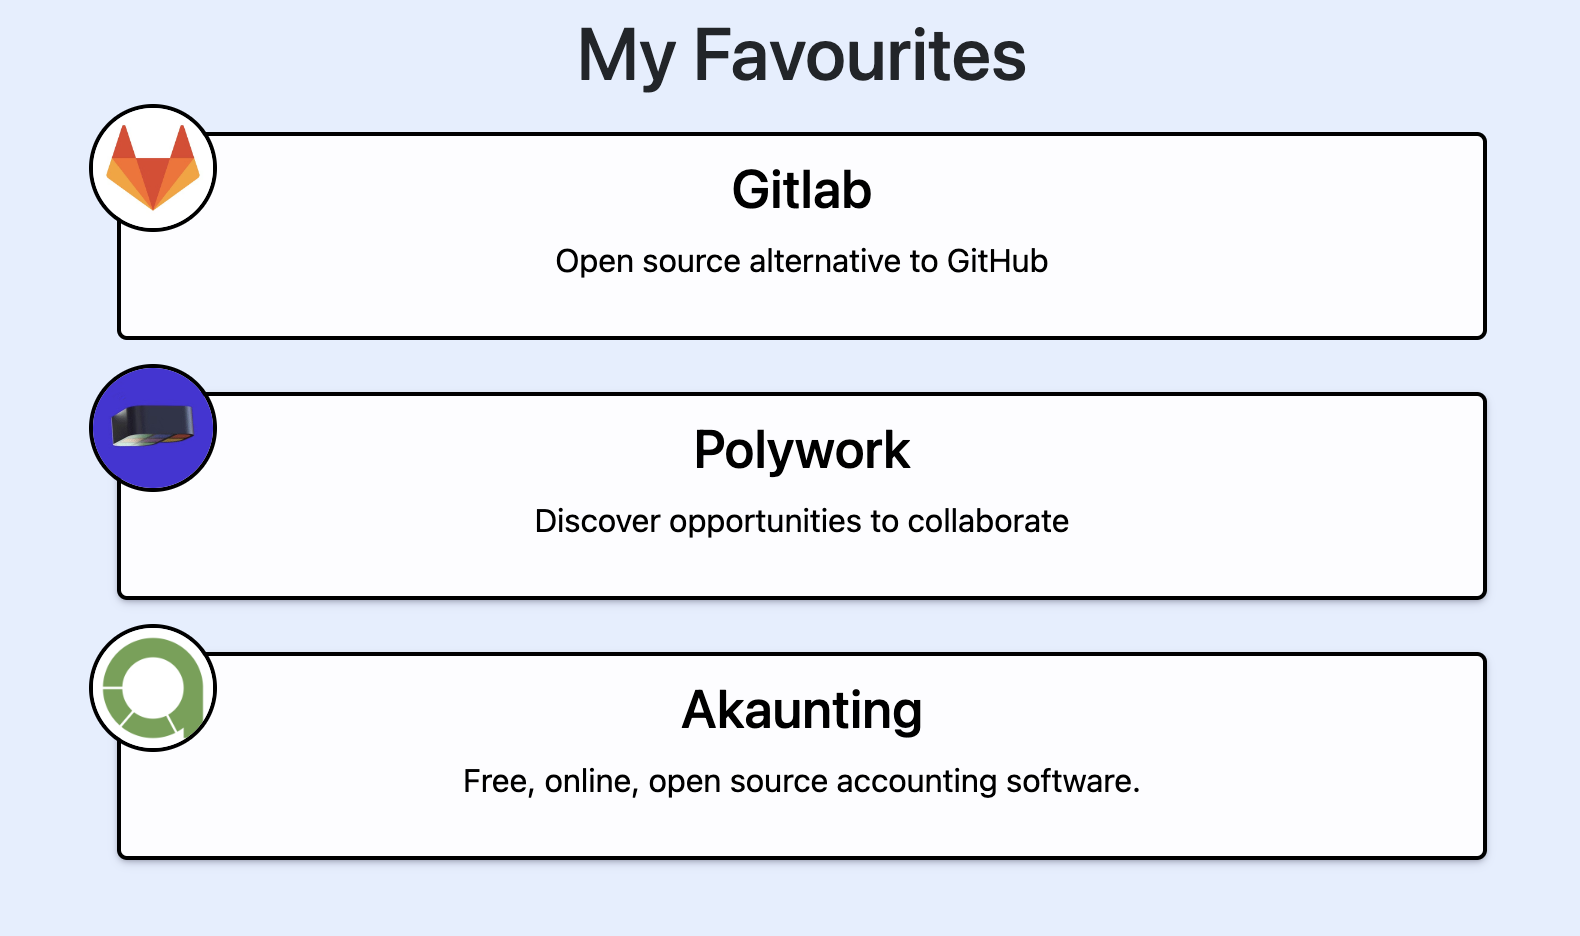 My Favourites
Gitlab
Open source alternative to GitHub
Polywork
Discover opportunities to collaborate
Akaunting
Free, online, open source accounting software.